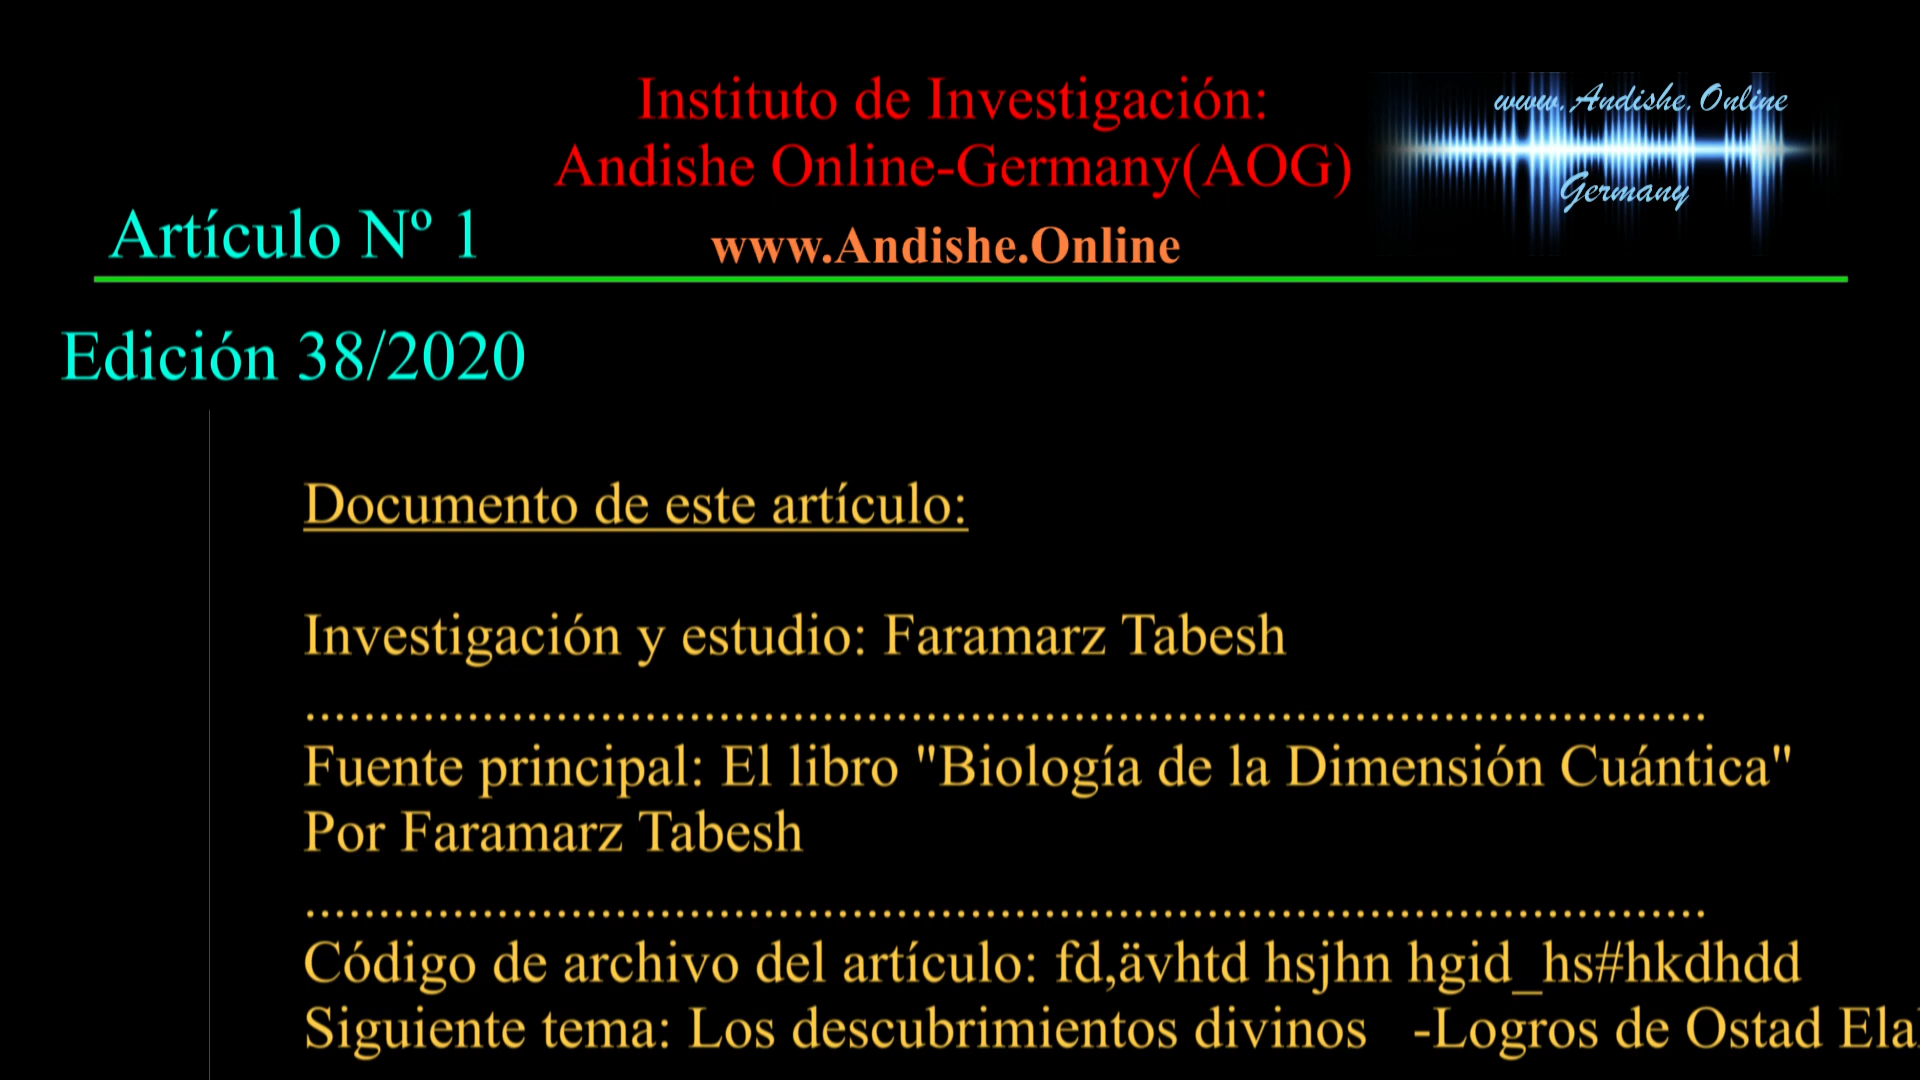 Instituto de Investigación:
Andishe Online-Germany(AOG)
www.Andishe.Online
www.Andishe.Online
Germany
Artículo Nº 1
Edición 38/2020
Documento de este artículo:
Investigación y estudio: Faramarz Tabesh
Fuente principal: El libro "Biología de la Dimensión Cuántica"
Por Faramarz Tabesh
Código de archivo del artículo: fd,ävhtd hsjhn hgid_hs#hkdhdd
Siguiente tema: Los descubrimientos divinos -Logros de Ostad